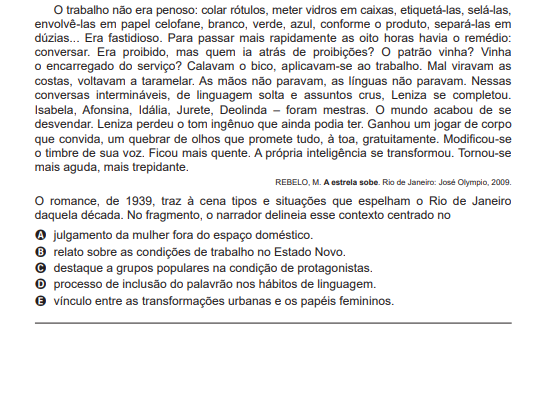 O trabalho não era penoso: colar rótulos, meter vidros em caixas, etiquetá-las, selá-las,
envolvê-las em papel celofane, branco, verde, azul, conforme o produto, separá-las em
dúzias... Era fastidioso. Para passar mais rapidamente as oito horas havia o remédio:
conversar. Era proibido, mas quem ia atrás de proibições? O patrão vinha? Vinha
o encarregado do serviço? Calavam o bico, aplicavam-se ao trabalho. Mal viravam as
costas, voltavam a taramelar. As mãos não paravam, as línguas não paravam. Nessas
conversas intermináveis, de linguagem solta e assuntos crus, Leniza se completou.
Isabela, Afonsina, Idália, Jurete, Deolinda – foram mestras. O mundo acabou de se
desvendar. Leniza perdeu o tom ingênuo que ainda podia ter. Ganhou um jogar de corpo
que convida, um quebrar de olhos que promete tudo, à toa, gratuitamente. Modificou-se
o timbre de sua voz. Ficou mais quente. A própria inteligência se transformou. Tornou-se
mais aguda, mais trepidante.
REBELO, M. A estrela sobe. Rio de Janeiro: José Olympio, 2009.
O romance, de 1939, traz à cena tipos e situações que espelham o Rio de Janeiro
daquela década. No fragmento, o narrador delineia esse contexto centrado no
A julgamento da mulher fora do espaço doméstico.
B relato sobre as condições de trabalho no Estado Novo.
C destaque a grupos populares na condição de protagonistas.
D processo de inclusão do palavrão nos hábitos de linguagem.
E vínculo entre as transformações urbanas e os papéis femininos.